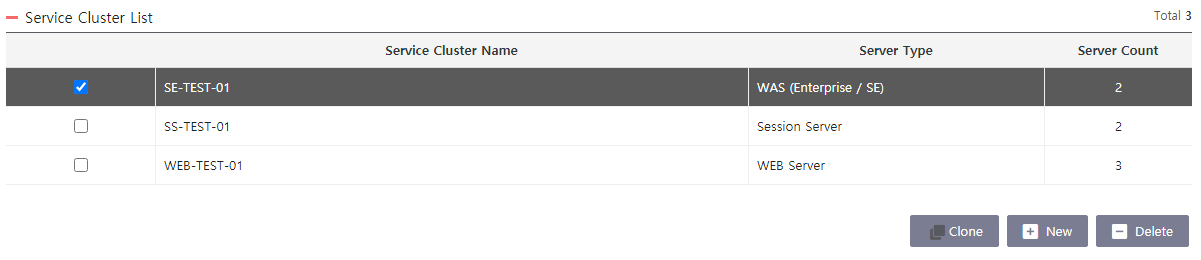 Service Cluster List
Total 3
Service Cluster Name Server Type Server Count
SE-TEST-01 WAS (Enterprise / SE) 2
SS-TEST-01 Session Server 2
WEB-TEST-01 WEB Server 3
Clone New Delete